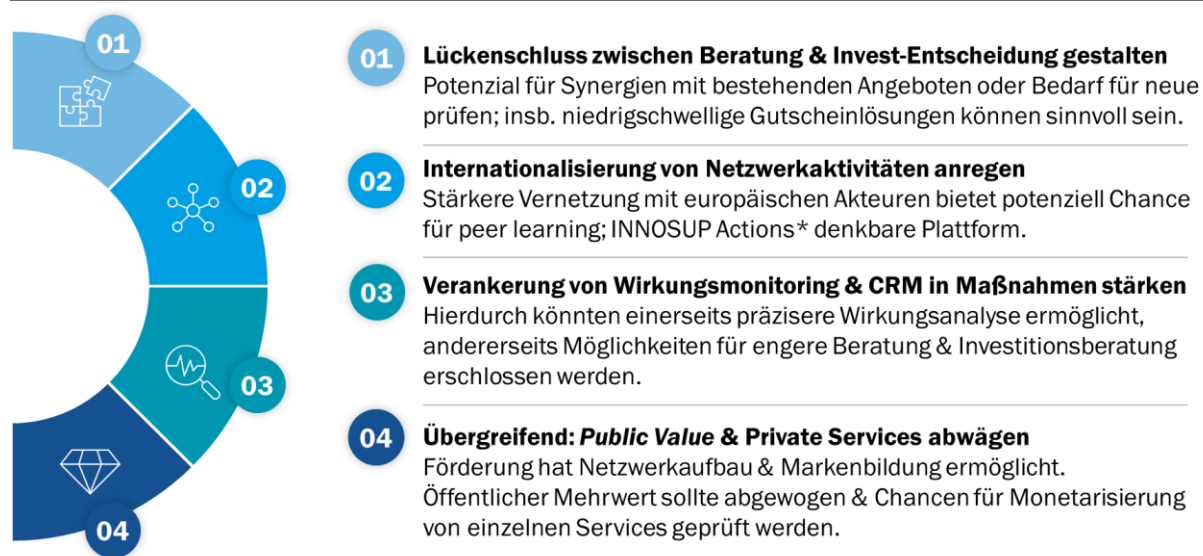 01
02
03
04
01
Lückenschluss zwischen Beratung & Invest-Entscheidung gestalten
Potenzial für Synergien mit bestehenden Angeboten oder Bedarf für neue
prüfen; insb. niedrigschwellige Gutscheinlösungen können sinnvoll sein.
02
Internationalisierung von Netzwerkaktivitäten anregen
Stärkere Vernetzung mit europäischen Akteuren bietet potenziell Chance
für peer learning; INNOSUP Actions* denkbare Plattform.
03
Verankerung von Wirkungsmonitoring & CRM in Maßnahmen stärken
Hierdurch könnten einerseits präzisere Wirkungsanalyse ermöglicht,
andererseits Möglichkeiten für engere Beratung & Investitionsberatung
erschlossen werden.
04
Übergreifend: Public Value & Private Services abwägen
Förderung hat Netzwerkaufbau & Markenbildung ermöglicht.
Öffentlicher Mehrwert sollte abgewogen & Chancen für Monetarisierung
von einzelnen Services geprüft werden.